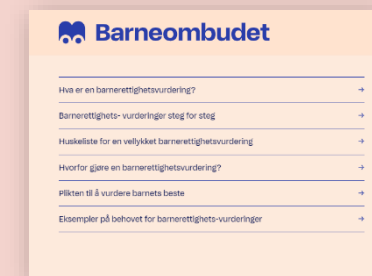 Barneombudet
Hva er en barnerettighetsvurdering?
Barnerettighets- vurderinger steg for steg
Huskeliste for en vellykket barnerettighetsvurdering
Hvorfor gjøre en barnerettighetsvurdering?
Plikten til å vurdere barnets beste
Eksempler på behovet for barnerettighets-vurderinger